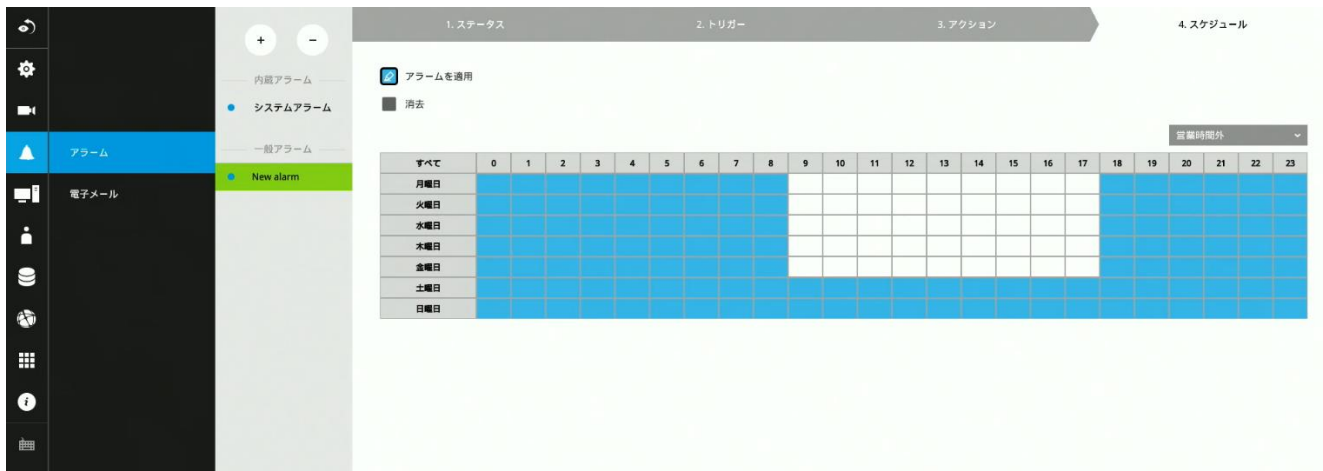 1. ステータス
2. トリガー
3. アクション
4. スケジュール
+ −
内蔵アラーム
システムアラーム
一般アラーム
New alarm
アラーム
電子メール
アラームを適用
消去
営業時間外
すべて 0 1 2 3 4 5 6 7 8 9 10 11 12 13 14 15 16 17 18 19 20 21 22 23
月曜日
火曜日
水曜日
木曜日
金曜日
土曜日
日曜日